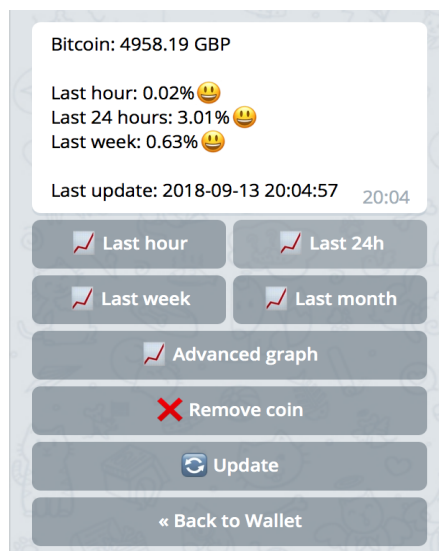 Bitcoin: 4958.19 GBP
Last hour: 0.02%😃
Last 24 hours: 3.01%😃
Last week: 0.63%😃
Last update: 2018-09-13 20:04:57 20:04
Last hour
Last 24h
Last week
Last month
Advanced graph
Remove coin
Update
« Back to Wallet